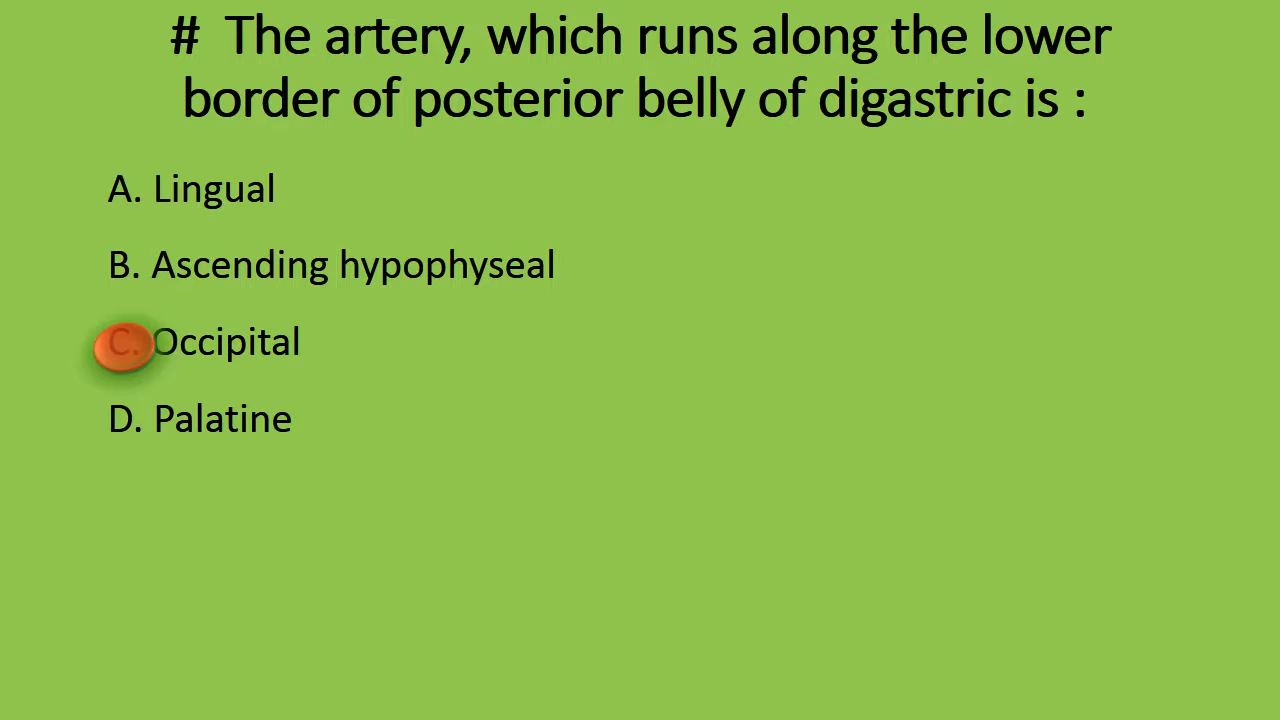 # The artery, which runs along the lower
border of posterior belly of digastric is :
A. Lingual
B. Ascending hypophyseal
C. Occipital
D. Palatine